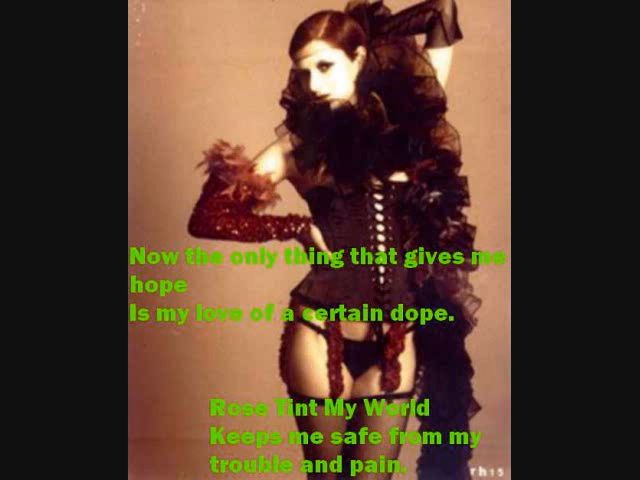 Now the only thing that gives me
hope
Is my love of a certain dope.
Rose Tint My World
Keeps me safe from my
trouble and pain.
rh15